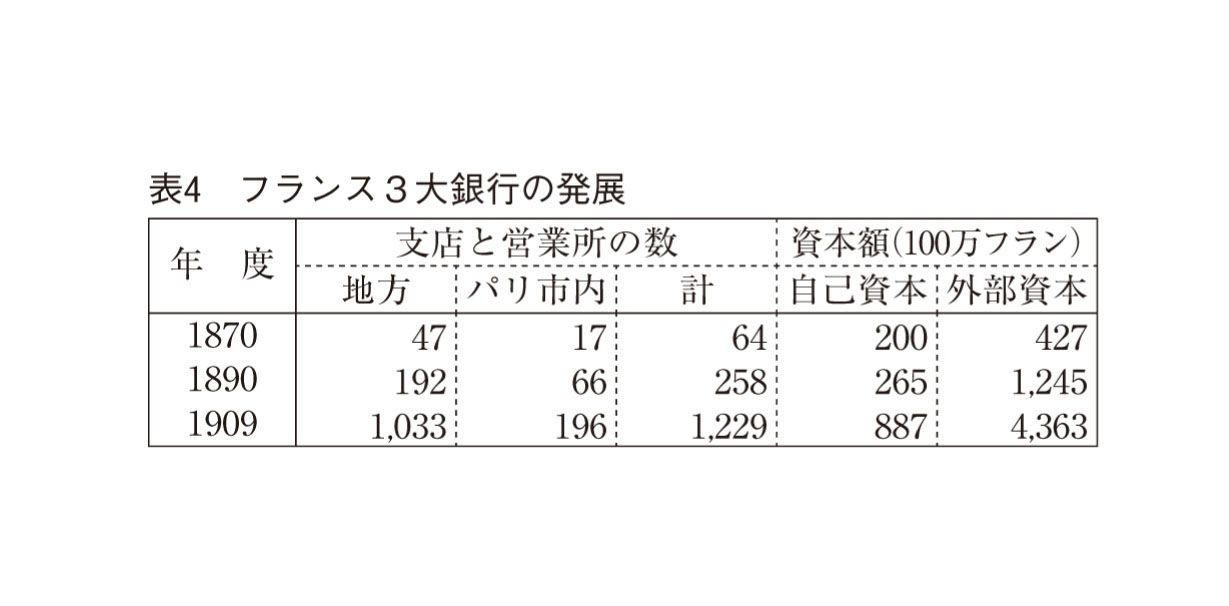 表4　フランス３大銀行の発展
年　度　支店と営業所の数　資本額(100万フラン)
地方　パリ市内　計　自己資本　外部資本
1870　47　17　64　200　427
1890　192　66　258　265　1,245
1909　1,033　196　1,229　887　4,363